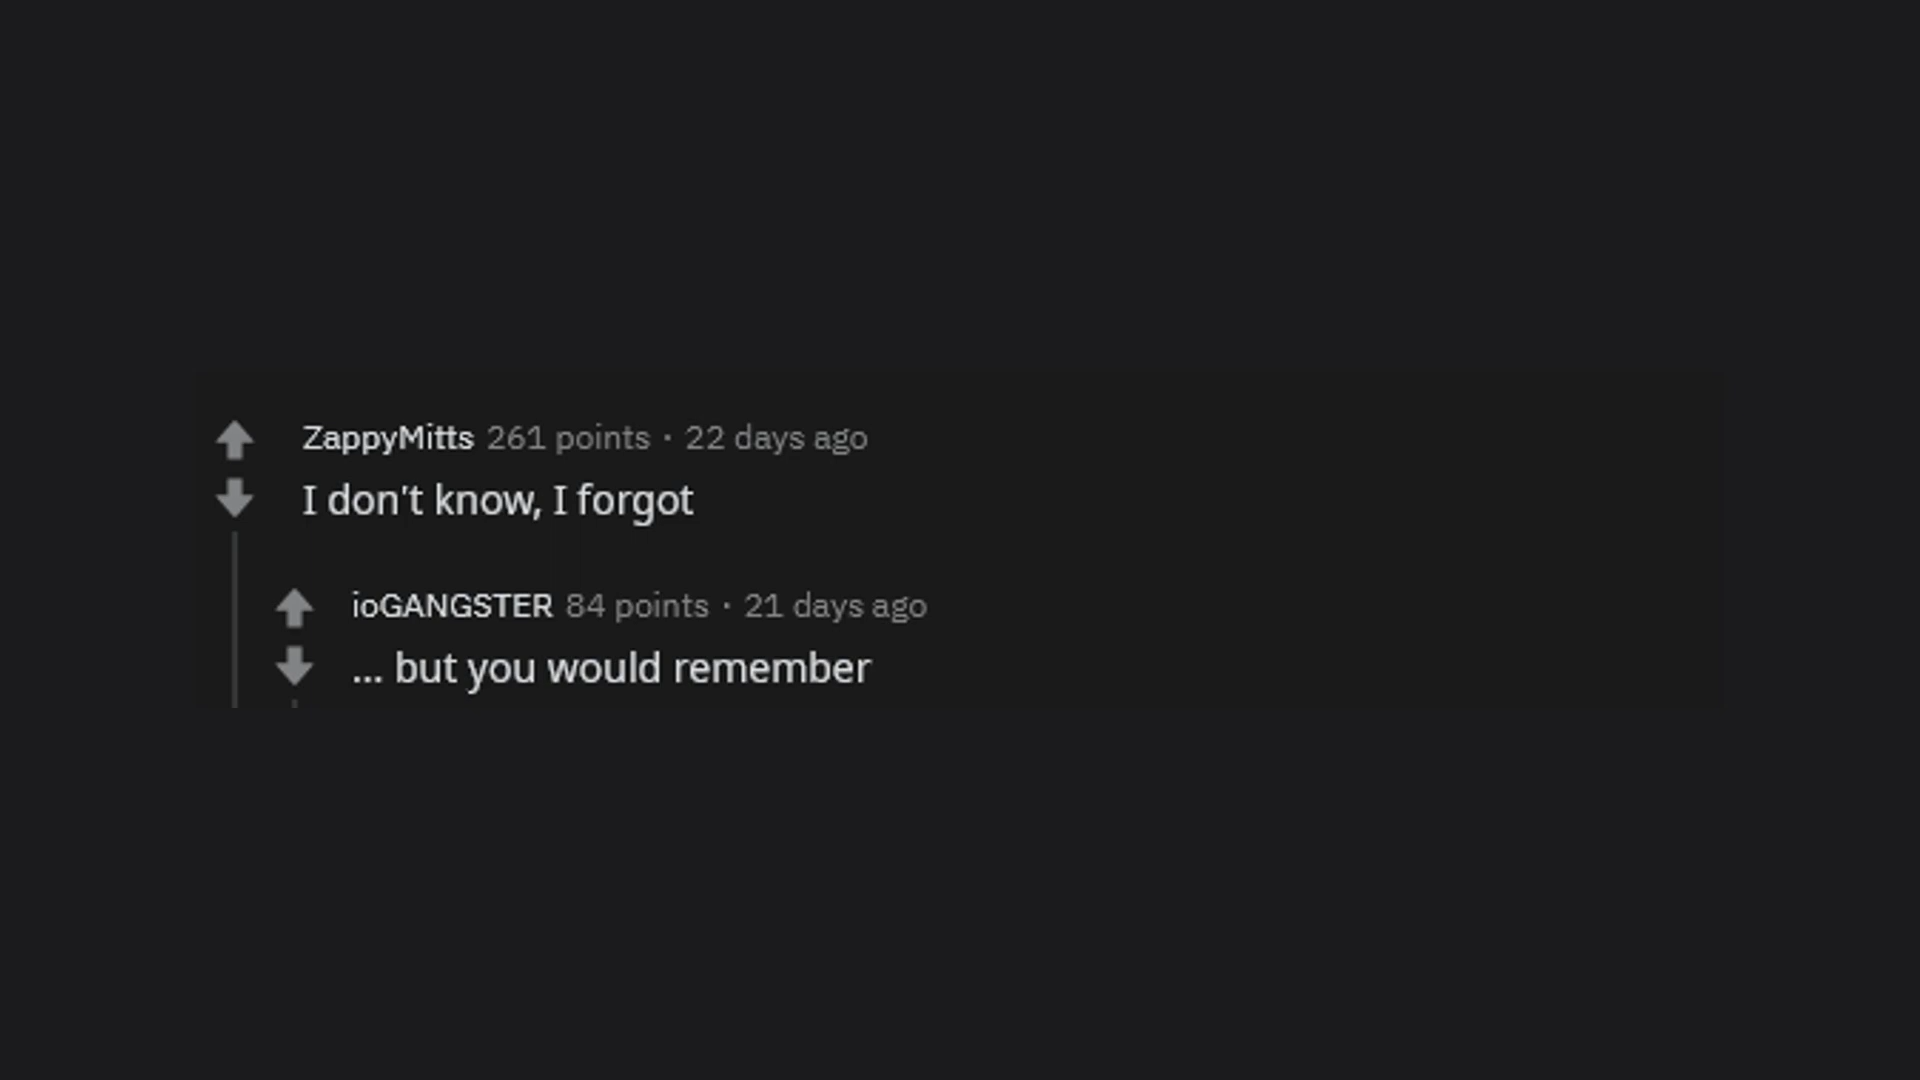 ZappyMitts 261 points · 22 days ago
I don't know, I forgot
ioGANGSTER 84 points · 21 days ago
... but you would remember